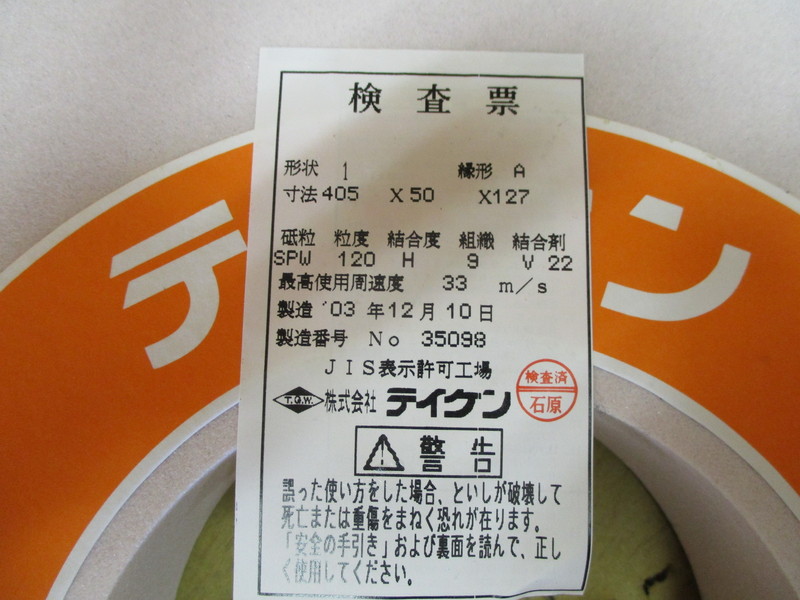 検査票
形状 1 縁形 A
寸法 405 X 50 X127
砥粒 粒度 結合度 組織 結合剤
SPW 120 H 9 V 22
最高使用周速度 33 m/s
製造 '03 年 12 月 10 日
製造番号 No 35098
JIS表示許可工場
T.G.W. 株式会社 テイケン
検査済
石原
警告
誤った使い方をした場合、といしが破壊して
死亡または重傷をまねく恐れが在ります。
「安全の手引き」および裏面を読んで、正し
く使用してください。
テ
ン